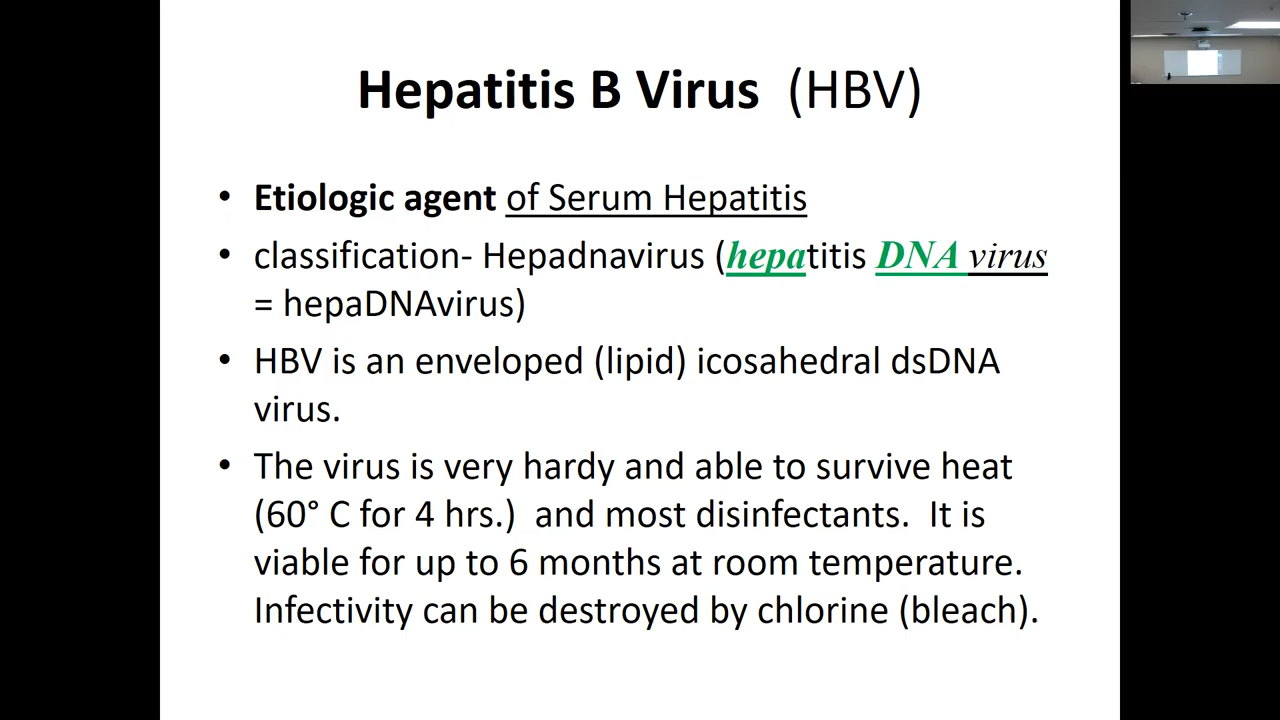 Hepatitis B Virus (HBV)
• Etiologic agent of Serum Hepatitis
• classification- Hepadnavirus (hepatitis DNA virus
= hepaDNAvirus)
• HBV is an enveloped (lipid) icosahedral dsDNA
virus.
• The virus is very hardy and able to survive heat
(60° C for 4 hrs.) and most disinfectants. It is
viable for up to 6 months at room temperature.
Infectivity can be destroyed by chlorine (bleach).